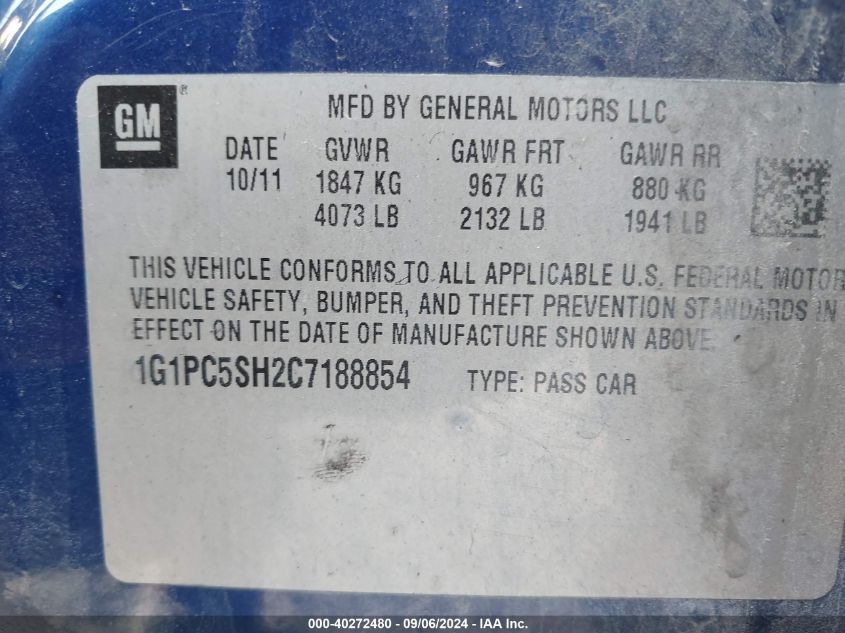 GM®
MFD BY GENERAL MOTORS LLC
DATE GVWR GAWR FRT GAWR RR
10/11 1847 KG 967 KG 880 KG
4073 LB 2132 LB 1941 LB
THIS VEHICLE CONFORMS TO ALL APPLICABLE U.S. FEDERAL MOTOR
VEHICLE SAFETY, BUMPER, AND THEFT PREVENTION STANDARDS IN
EFFECT ON THE DATE OF MANUFACTURE SHOWN ABOVE.
1G1PC5SH2C7188854 TYPE: PASS CAR
000-40272480 - 09/06/2024 - IAA Inc.